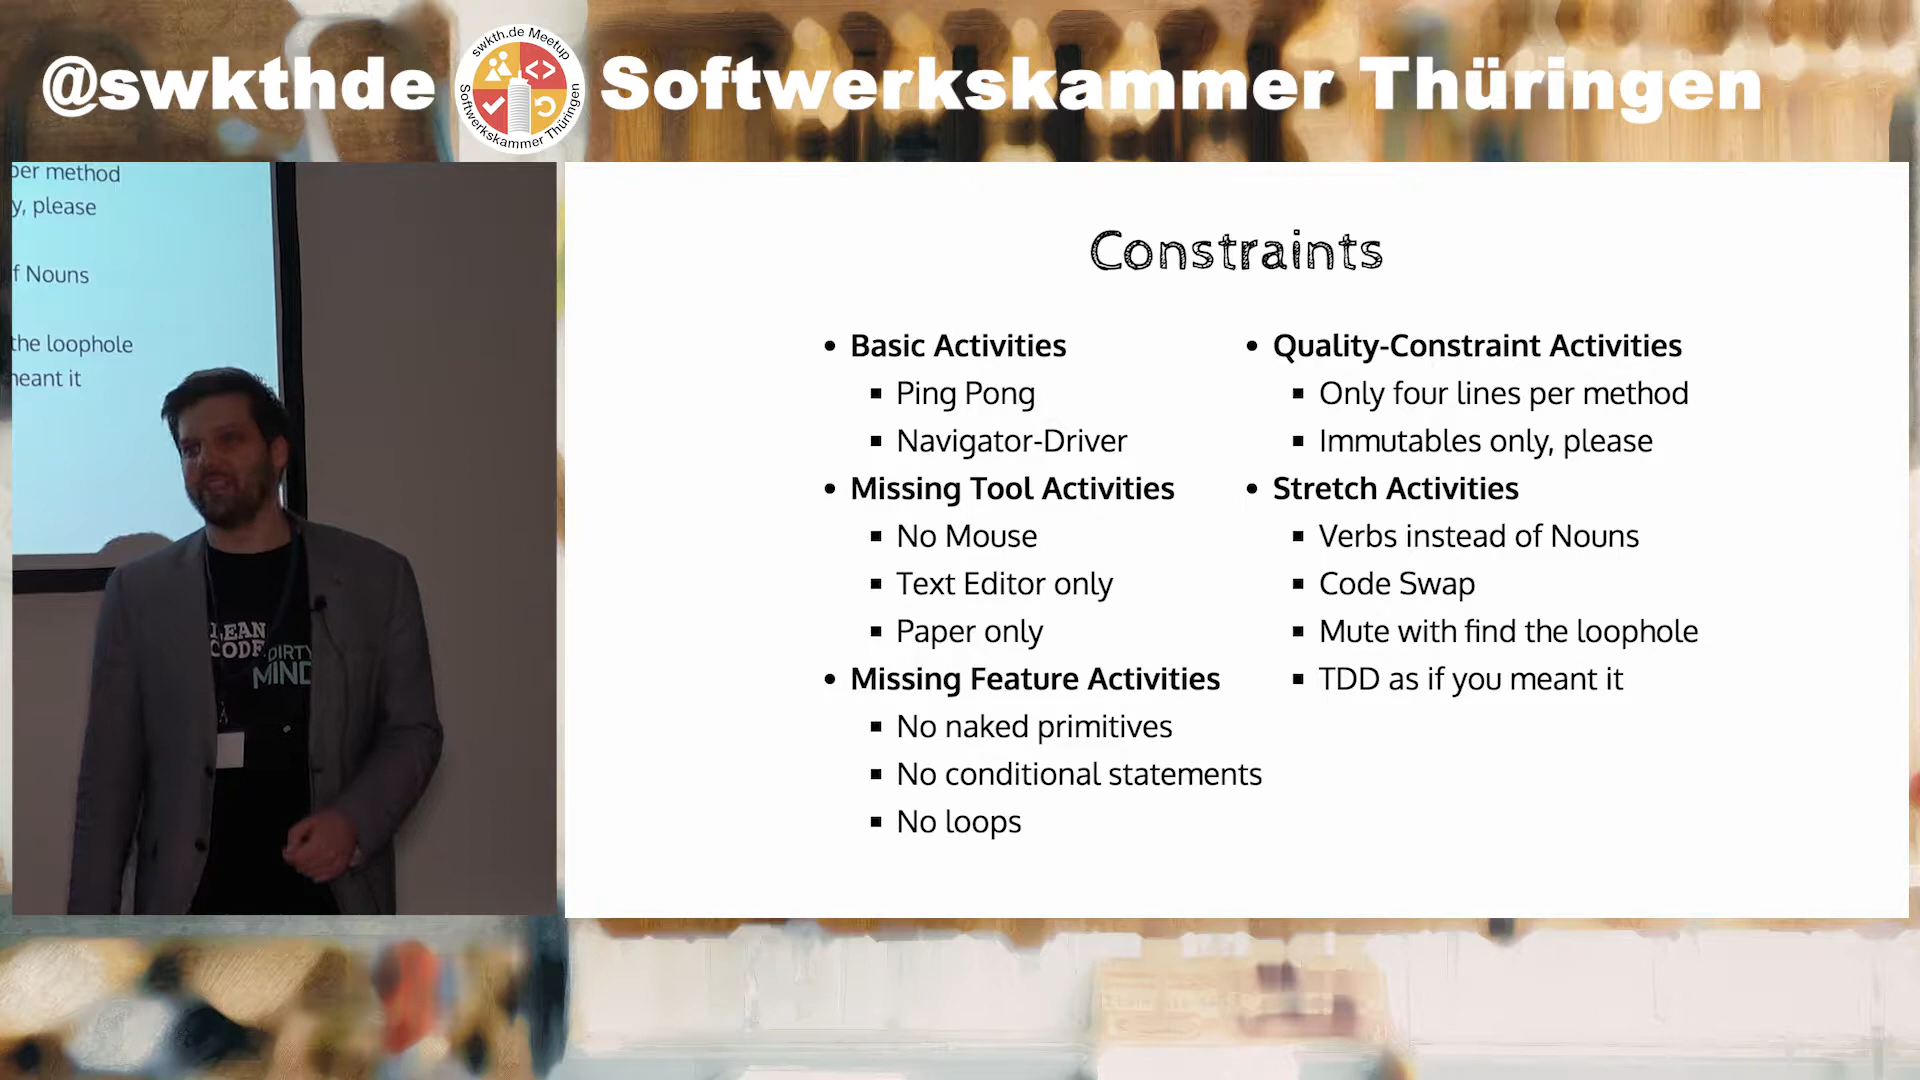 @swkthde
swkth.de Meetup
Softwerkskammer Thüringen
Softwerkskammer Thüringen
per method
y, please
f Nouns
the loophole
meant it
LEAN
CODE
DIRTY
MIND
Constraints
Basic Activities
Ping Pong
Navigator-Driver
Missing Tool Activities
No Mouse
Text Editor only
Paper only
Missing Feature Activities
No naked primitives
No conditional statements
No loops
Quality-Constraint Activities
Only four lines per method
Immutables only, please
Stretch Activities
Verbs instead of Nouns
Code Swap
Mute with find the loophole
TDD as if you meant it